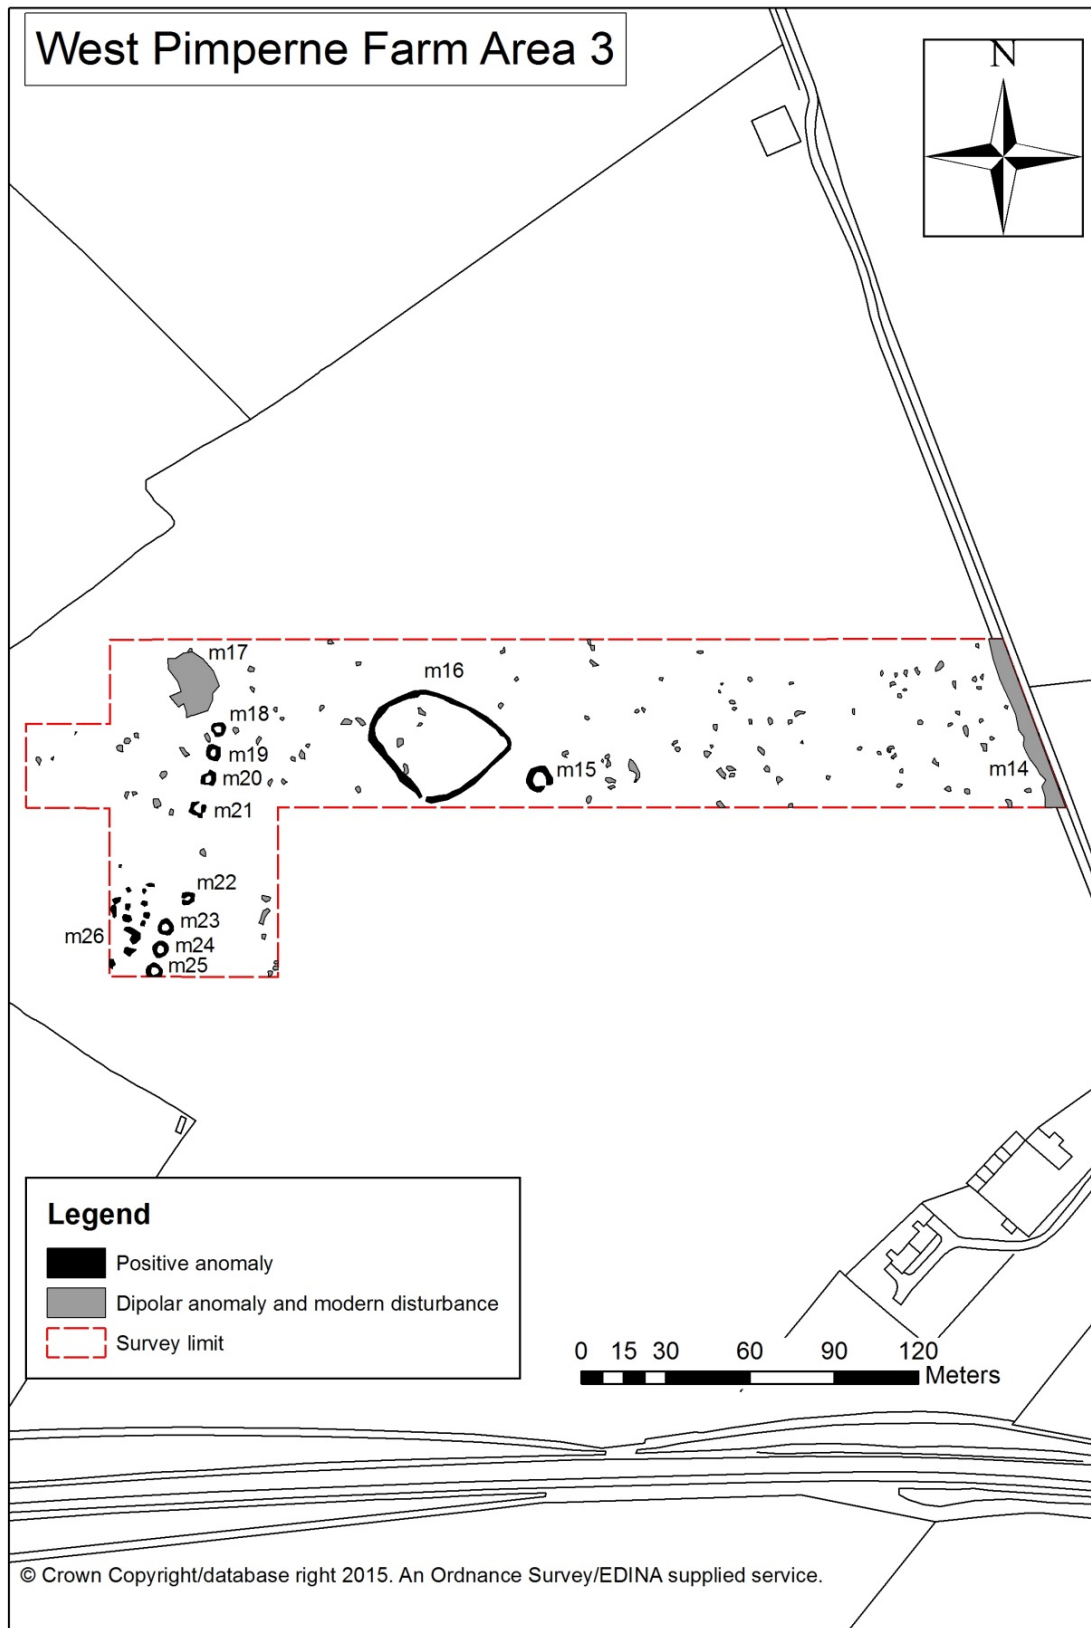 West Pimperne Farm Area 3
N
m17
m16
m18
m19
m20
m15
m14
m21
m22
m23
m26
m24
m25
Legend
Positive anomaly
Dipolar anomaly and modern disturbance
Survey limit
0 15 30 60 90 120
Meters
© Crown Copyright/database right 2015. An Ordnance Survey/EDINA supplied service.